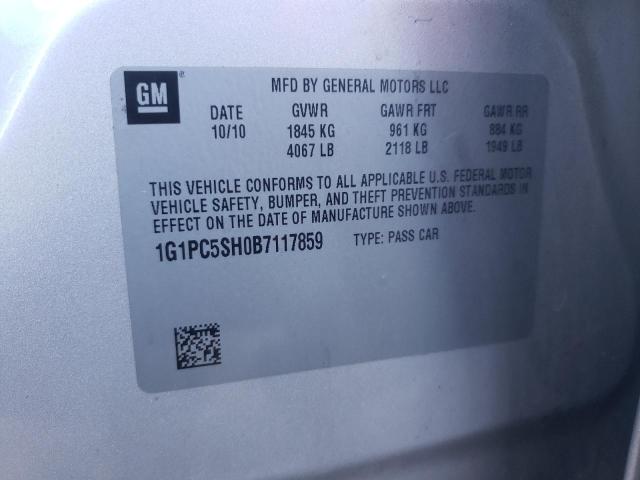 GM
MFD BY GENERAL MOTORS LLC
DATE GVWR GAWR FRT GAWR RR
10/10 1845 KG 961 KG 884 KG
4067 LB 2118 LB 1949 LB
THIS VEHICLE CONFORMS TO ALL APPLICABLE U.S. FEDERAL MOTOR
VEHICLE SAFETY, BUMPER, AND THEFT PREVENTION STANDARDS IN
EFFECT ON THE DATE OF MANUFACTURE SHOWN ABOVE.
1G1PC5SH0B7117859 TYPE: PASS CAR